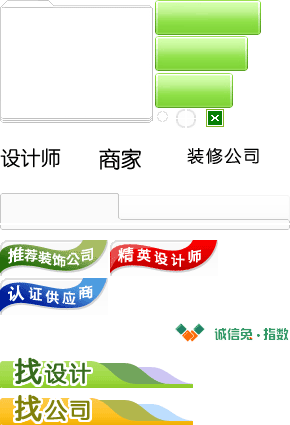 设计师 商家 装修公司
推荐装饰公司 精英设计师
认证供应商
诚信兔·指数
找设计
找公司